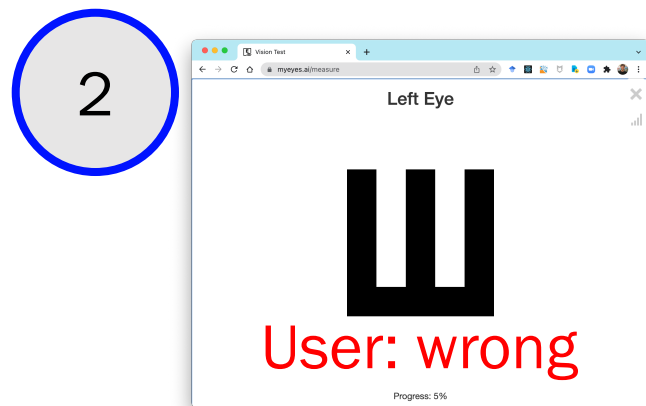 2
Vision Test
myeyes.ai/measure
Left Eye
User: wrong
Progress: 5%